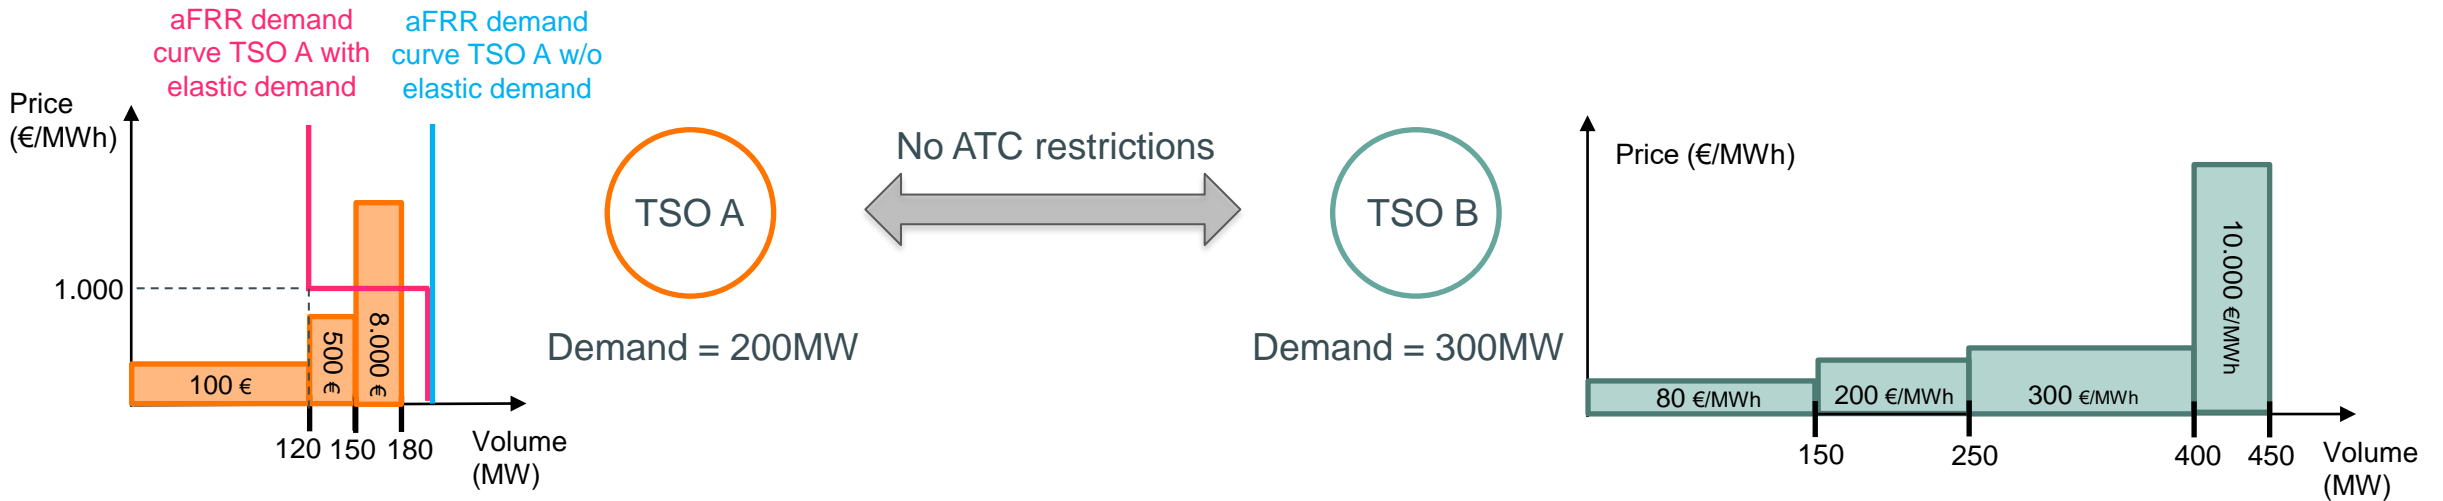 aFRR demand
curve TSO A with
elastic demand
aFRR demand
curve TSO A w/o
elastic demand
Price
(€/MWh)
1.000
100 €
500 €
8.000 €
120
150
180
Volume
(MW)
TSO A
Demand = 200MW
No ATC restrictions
TSO B
Demand = 300MW
Price (€/MWh)
80 €/MWh
200 €/MWh
300 €/MWh
10.000 €/MWh
150
250
400
450
Volume
(MW)